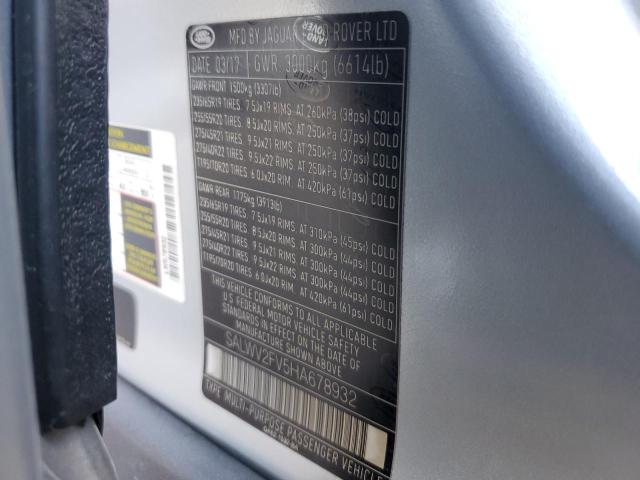 MFD BY JAGUAR LAND ROVER LTD
DATE 03/17 GWR 3000kg (6614lb)
GAWR FRONT 1500kg (3307lb)
235/65R19 TIRES 7.5Jx19 RIMS AT 260kPa (38psi) COLD
255/55R20 TIRES 8.5Jx20 RIMS AT 250kPa (37psi) COLD
275/45R21 TIRES 9.5Jx21 RIMS AT 250kPa (37psi) COLD
275/40R22 TIRES 9.5Jx22 RIMS AT 250kPa (37psi) COLD
T195/70R20 TIRES 6.0Jx20 RIM AT 420kPa (61psi) COLD
GAWR REAR 1775kg (3913lb)
235/65R19 TIRES 7.5Jx19 RIMS AT 310kPa (45psi) COLD
255/55R20 TIRES 8.5Jx20 RIMS AT 300kPa (44psi) COLD
275/45R21 TIRES 9.5Jx21 RIMS AT 300kPa (44psi) COLD
275/40R22 TIRES 9.5Jx22 RIMS AT 300kPa (44psi) COLD
T195/70R20 TIRES 6.0Jx20 RIM AT 420kPa (61psi) COLD
THIS VEHICLE CONFORMS TO ALL APPLICABLE
U.S. FEDERAL MOTOR VEHICLE SAFETY
STANDARDS IN EFFECT ON THE DATE OF
MANUFACTURE SHOWN ABOVE
SALWV2FV5HA678932
TYPE MULTI-PURPOSE PASSENGER VEHICLE